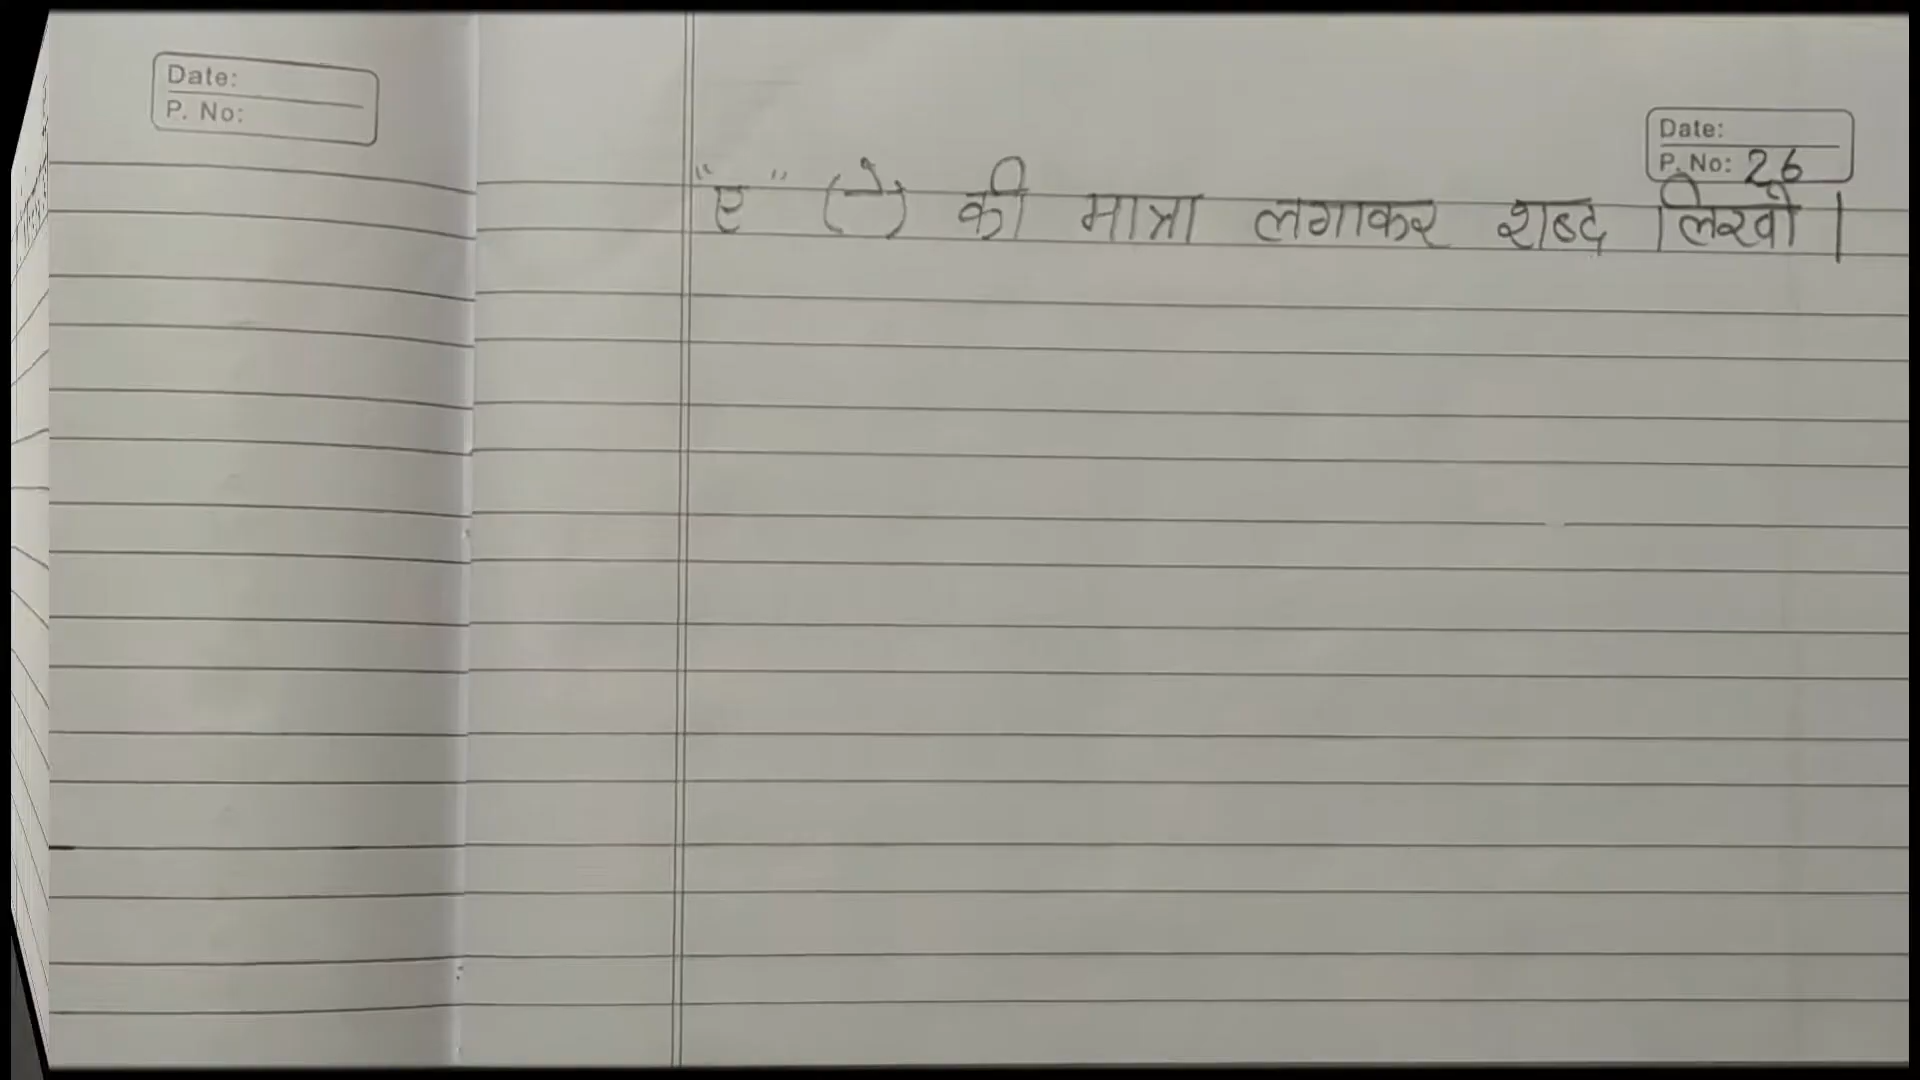 Date:
P. No:
Date:
P. No: 26
"ए" (े) की मात्रा लगाकर शब्द लिखो।